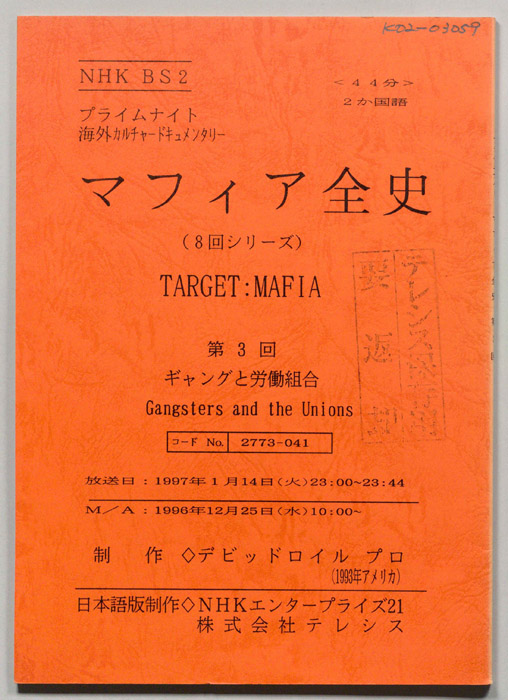 K02-03059
NHK BS2
<44分>
2か国語
プライムナイト
海外カルチャードキュメンタリー
マフィア全史
(8回シリーズ)
TARGET:MAFIA
第3回
ギャングと労働組合
Gangsters and the Unions
コード No. 2773-041
放送日:1997年1月14日(火)23:00~23:44
M/A:1996年12月25日(水)10:00~
制 作◇デビッドロイル プロ
(1993年アメリカ)
日本語版制作◇NHKエンタープライズ21
株式会社テレシス